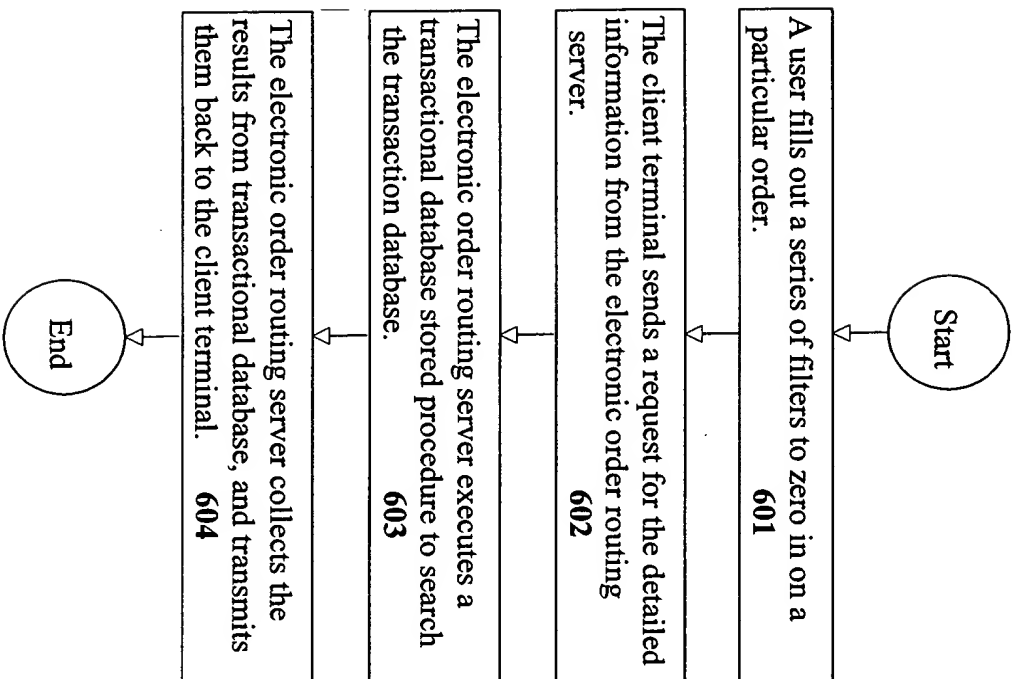 Start
A user fills out a series of filters to zero in on a
particular order. 601
The client terminal sends a request for the detailed
information from the electronic order routing
server. 602
The electronic order routing server executes a
transactional database stored procedure to search
the transaction database. 603
The electronic order routing server collects the
results from transactional database, and transmits
them back to the client terminal. 604
End